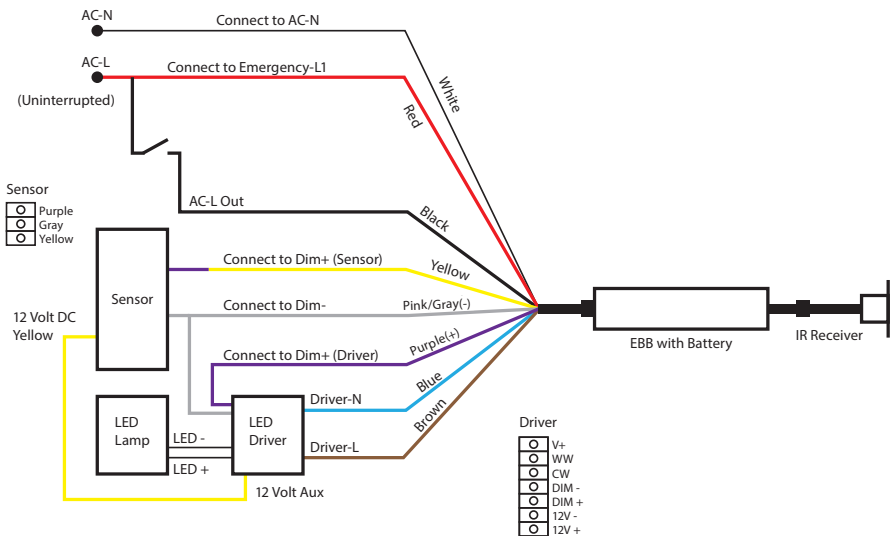 AC-N
Connect to AC-N
AC-L
Connect to Emergency-L1
(Uninterrupted)
White
Red
AC-L Out
Black
Sensor
Purple
Gray
Yellow
Connect to Dim+ (Sensor)
Yellow
Sensor
Connect to Dim-
Pink/Gray(-)
12 Volt DC
Yellow
EBB with Battery
IR Receiver
Connect to Dim+ (Driver)
Purple(+)
Blue
Driver-N
Brown
LED
Lamp
LED -
LED +
LED
Driver
Driver-L
12 Volt Aux
Driver
V+
WW
CW
DIM -
DIM +
12V -
12V +